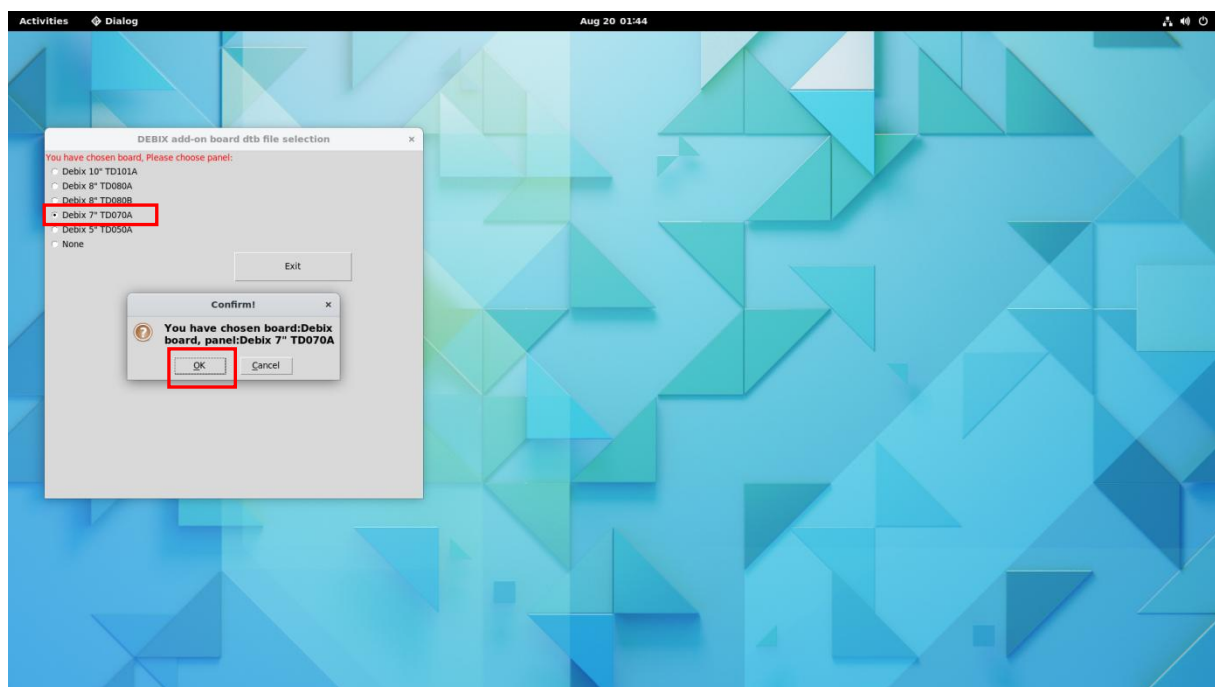 Activities Dialog Aug 20 01:44
DEBIX add-on board dtb file selection ×
You have chosen board, Please choose panel:
Debix 10" TD101A
Debix 8" TD080A
Debix 8" TD080B
Debix 7" TD070A
Debix 5" TD050A
None
Exit
Confirm! ×
You have chosen board:Debix
board, panel:Debix 7" TD070A
OK Cancel